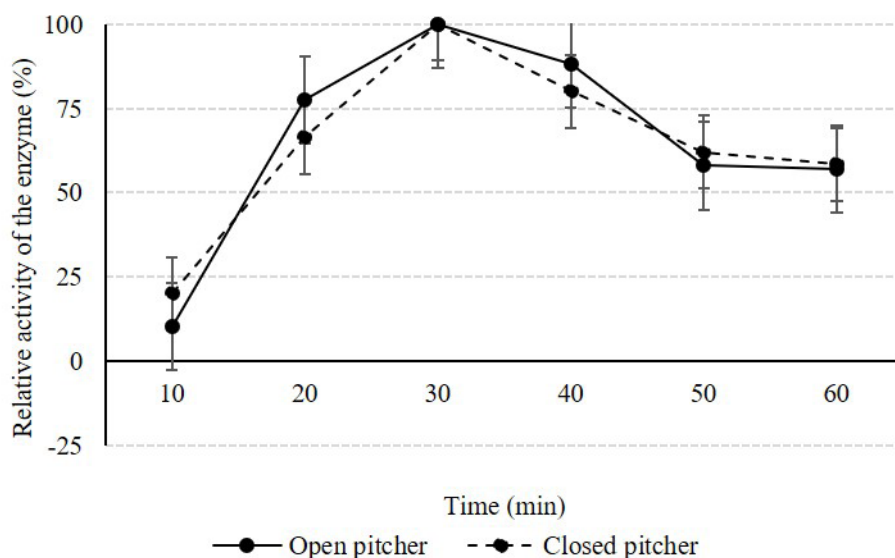 Relative activity of the enzyme (%)
100
75
50
25
0
-25
10 20 30 40 50 60
Time (min)
Open pitcher Closed pitcher